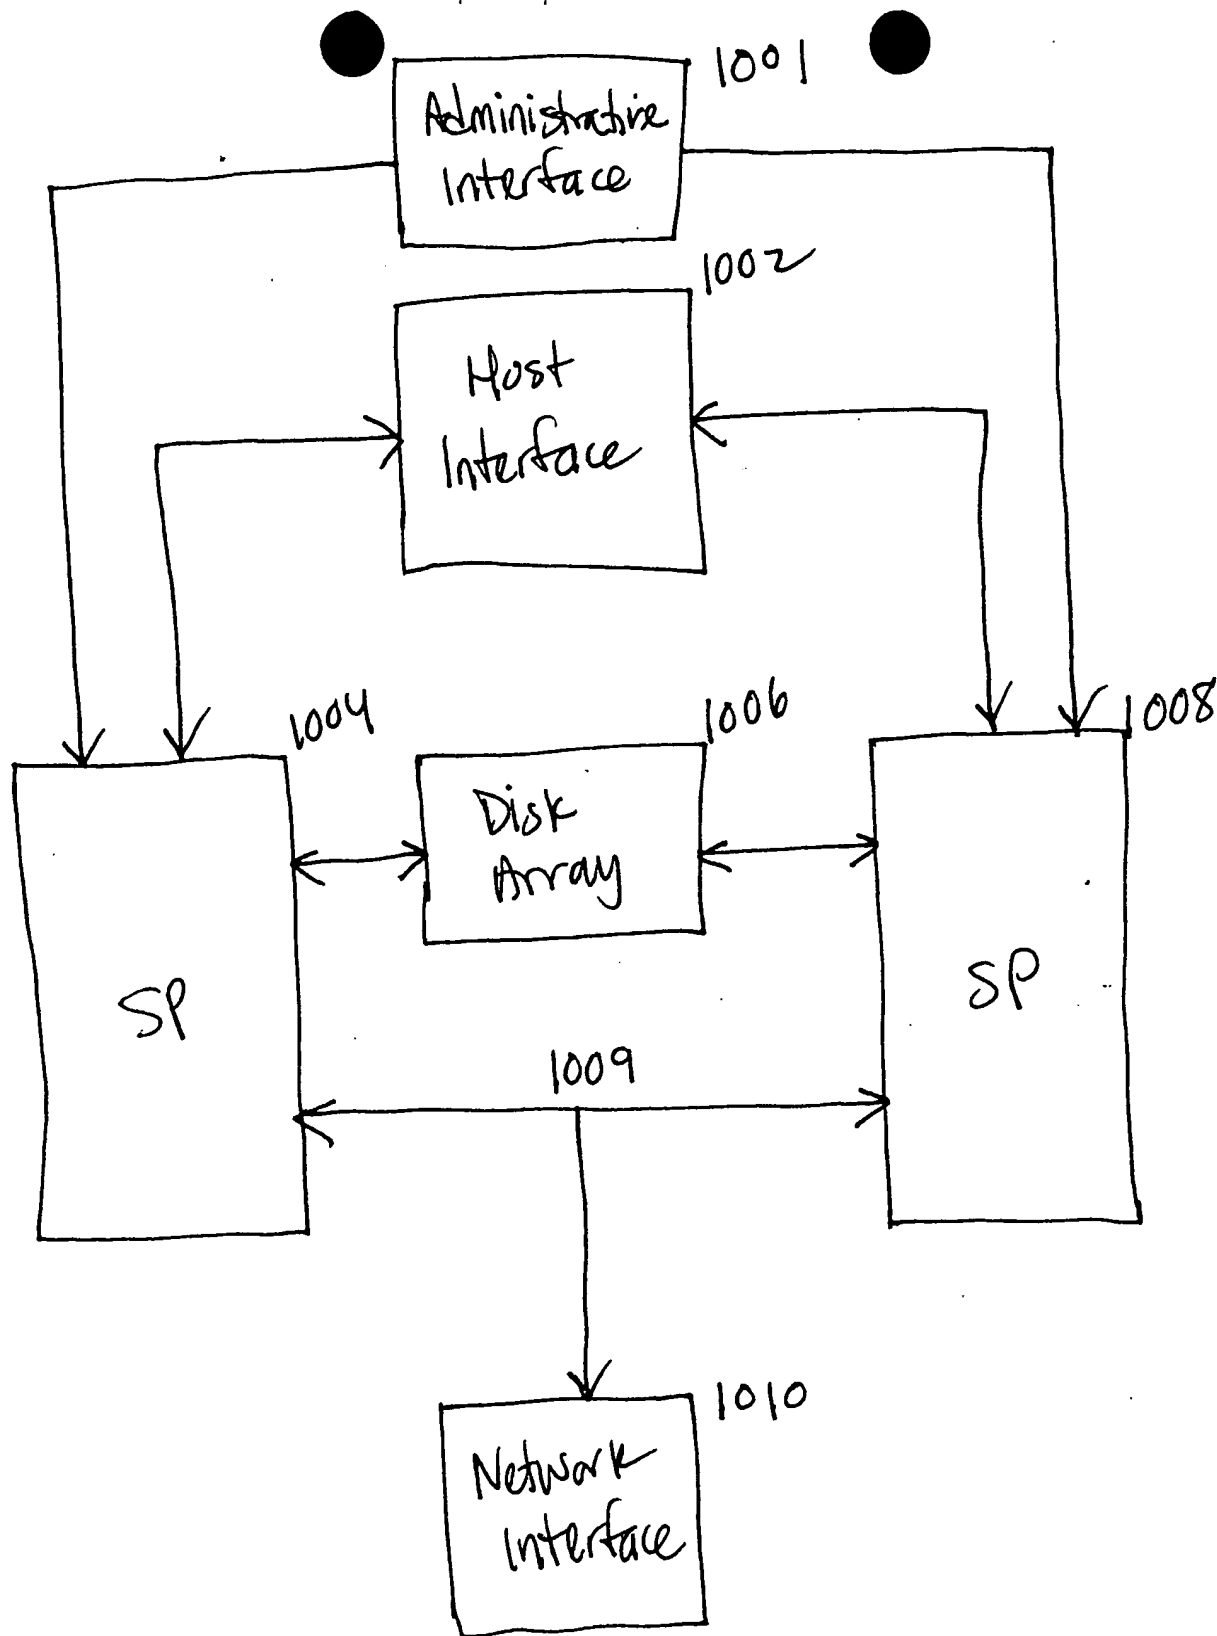 1001
Administrative
Interface
1002
Host
Interface
1004
1006
1008
Disk
Array
SP
SP
1009
1010
Network
Interface